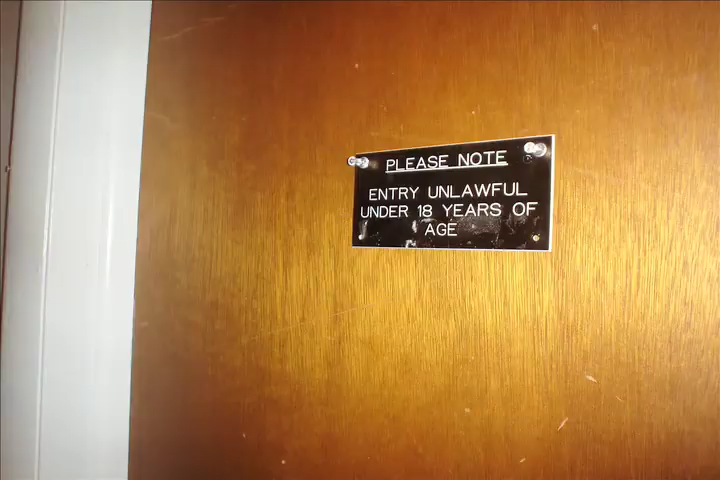 PLEASE NOTE
ENTRY UNLAWFUL
UNDER 18 YEARS OF
AGE